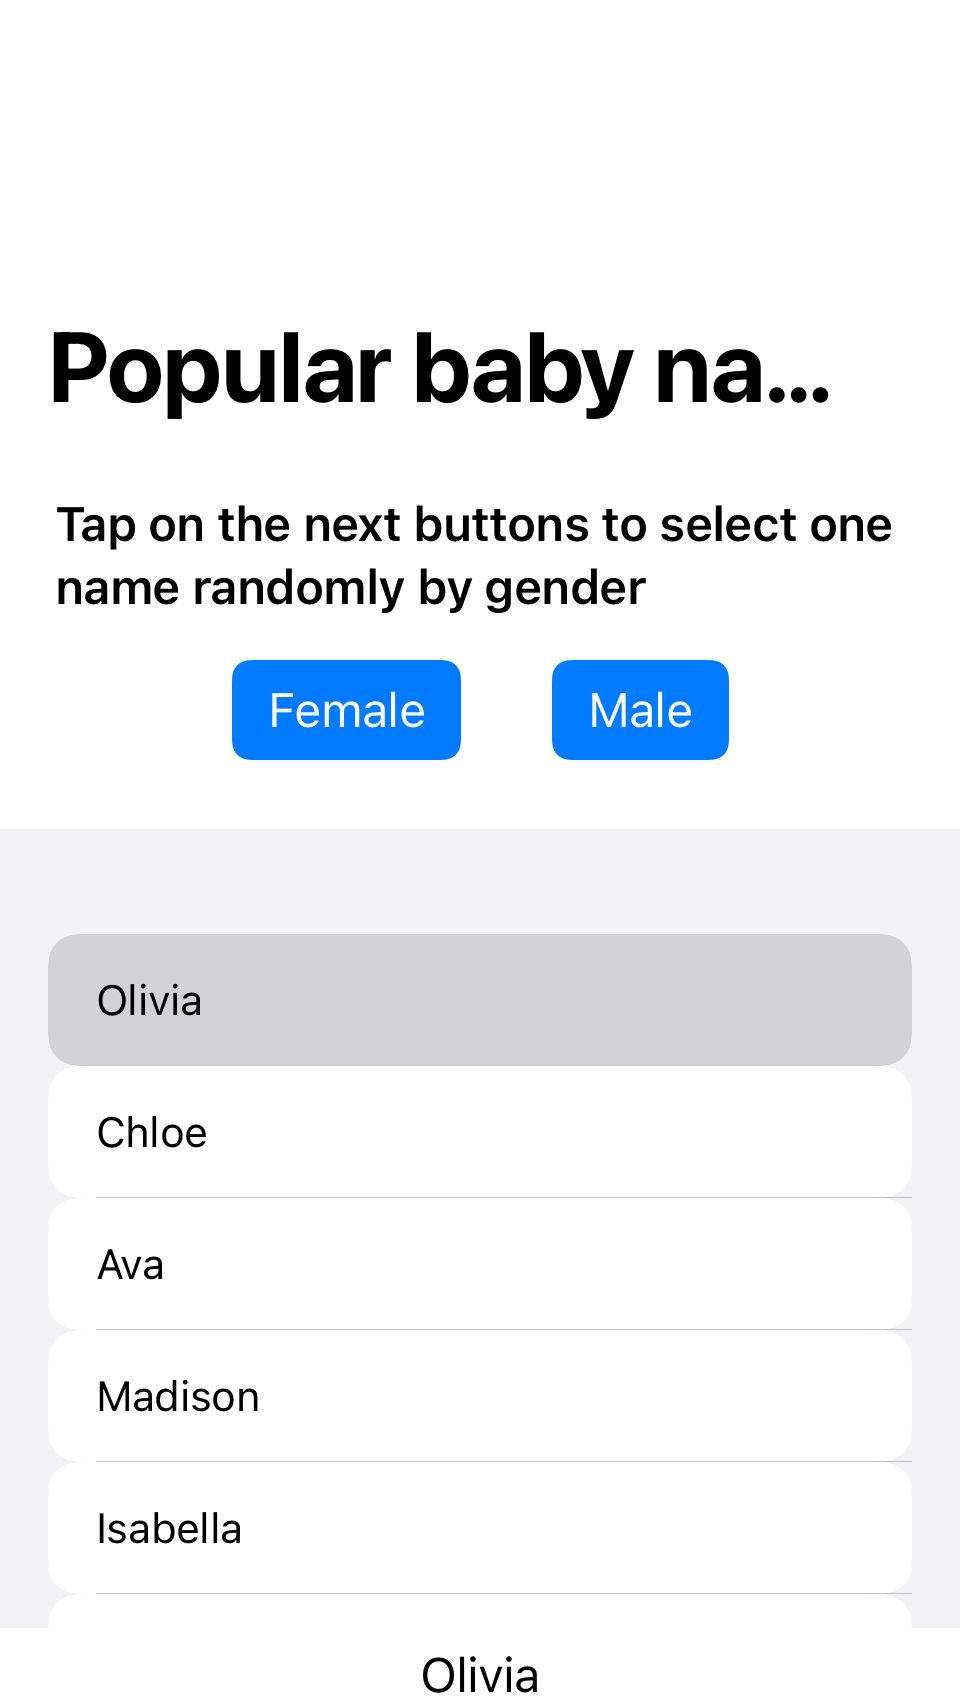 Popular baby na...
Tap on the next buttons to select one
name randomly by gender
Female Male
Olivia
Chloe
Ava
Madison
Isabella
Olivia